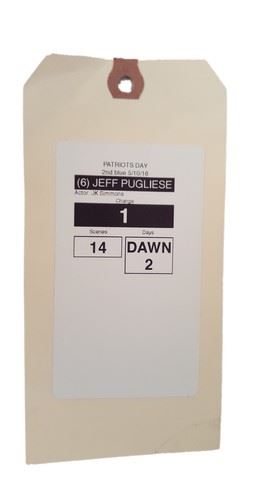 PATRIOTS DAY
2nd blue 5/10/16
(6) JEFF PUGLIESE
Actor: JK Simmons
Change
1
Scenes Days
14 DAWN
2